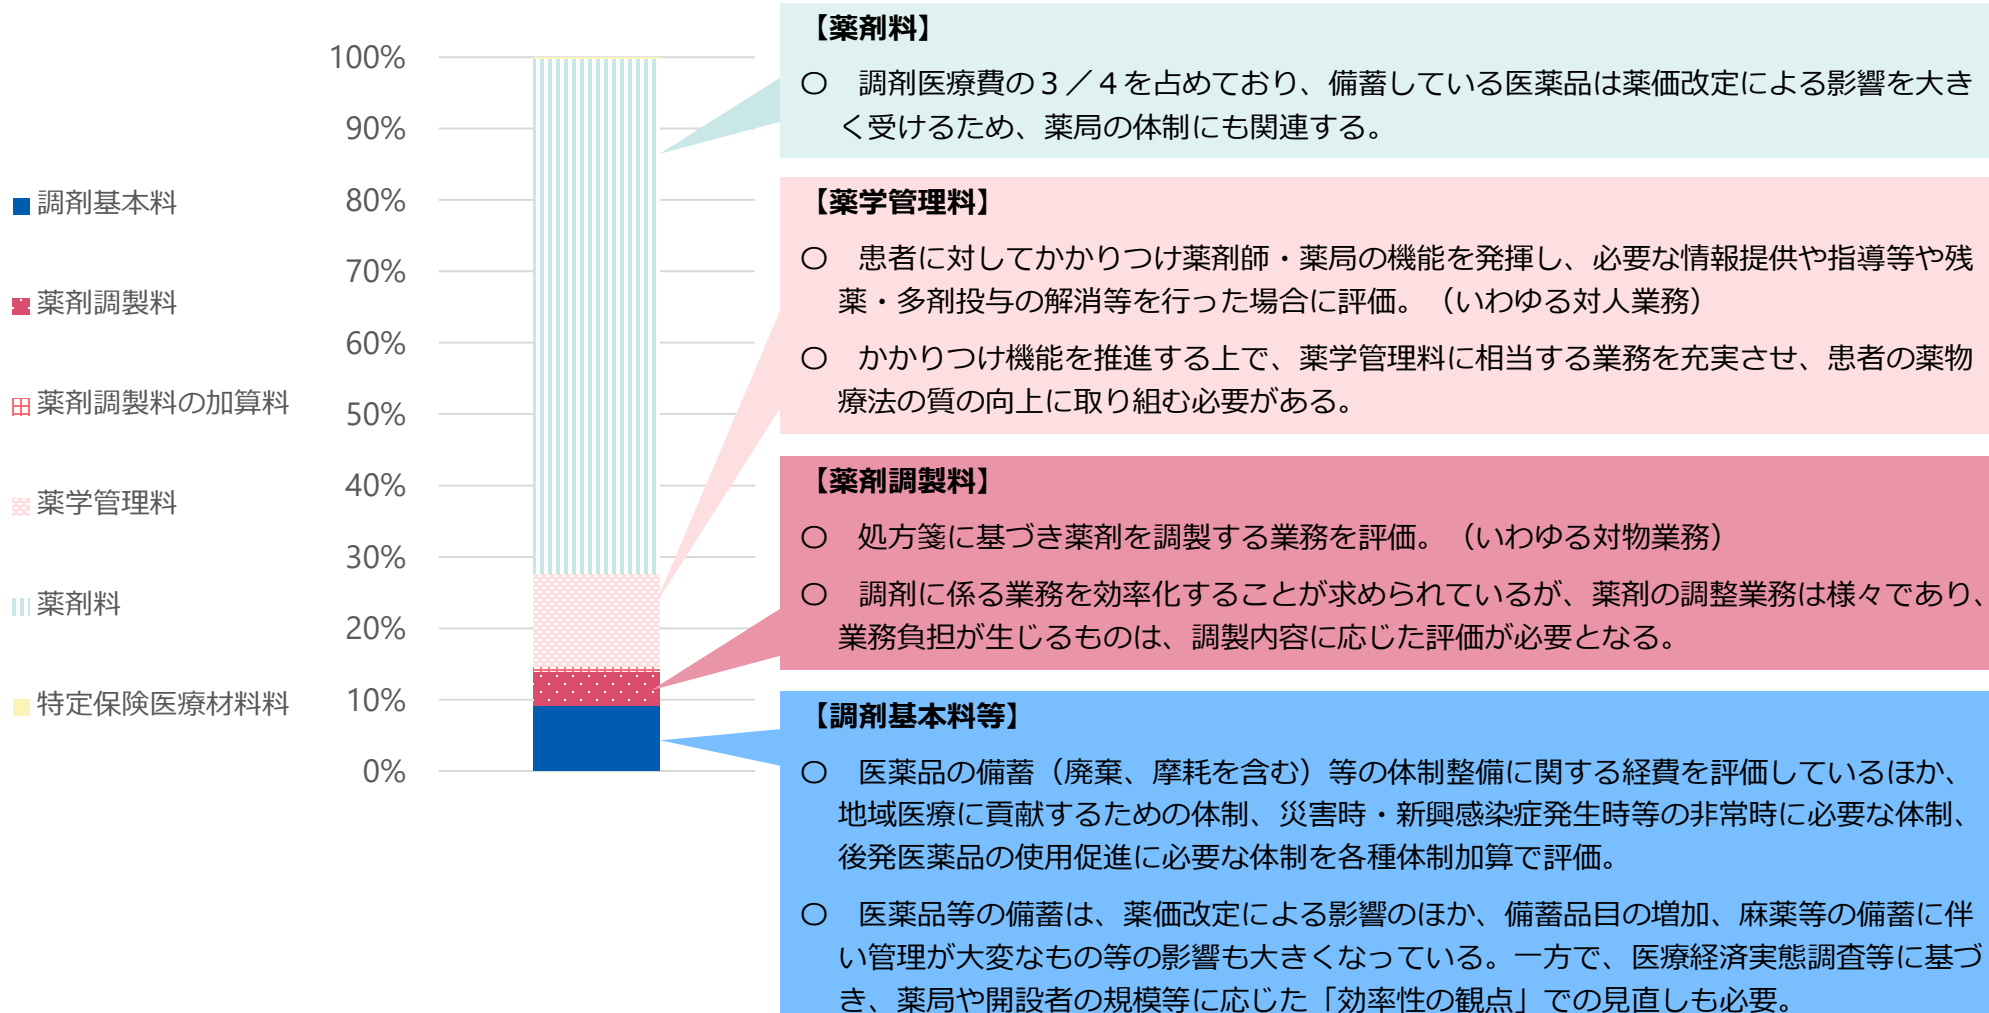 100%
90%
80%
70%
60%
50%
40%
30%
20%
10%
0%
調剤基本料
薬剤調製料
薬剤調製料の加算料
薬学管理料
薬剤料
特定保険医療材料料
【薬剤料】
○　調剤医療費の３／４を占めており、備蓄している医薬品は薬価改定による影響を大き
く受けるため、薬局の体制にも関連する。
【薬学管理料】
○　患者に対してかかりつけ薬剤師・薬局の機能を発揮し、必要な情報提供や指導等や残
薬・多剤投与の解消等を行った場合に評価。（いわゆる対人業務）
○　かかりつけ機能を推進する上で、薬学管理料に相当する業務を充実させ、患者の薬物
療法の質の向上に取り組む必要がある。
【薬剤調製料】
○　処方箋に基づき薬剤を調製する業務を評価。（いわゆる対物業務）
○　調剤に係る業務を効率化することが求められているが、薬剤の調整業務は様々であり、
業務負担が生じるものは、調製内容に応じた評価が必要となる。
【調剤基本料等】
○　医薬品の備蓄（廃棄、摩耗を含む）等の体制整備に関する経費を評価しているほか、
地域医療に貢献するための体制、災害時・新興感染症発生時等の非常時に必要な体制、
後発医薬品の使用促進に必要な体制を各種体制加算で評価。
○　医薬品等の備蓄は、薬価改定による影響のほか、備蓄品目の増加、麻薬等の備蓄に伴
い管理が大変なもの等の影響も大きくなっている。一方で、医療経済実態調査等に基づ
き、薬局や開設者の規模等に応じた「効率性の観点」での見直しも必要。